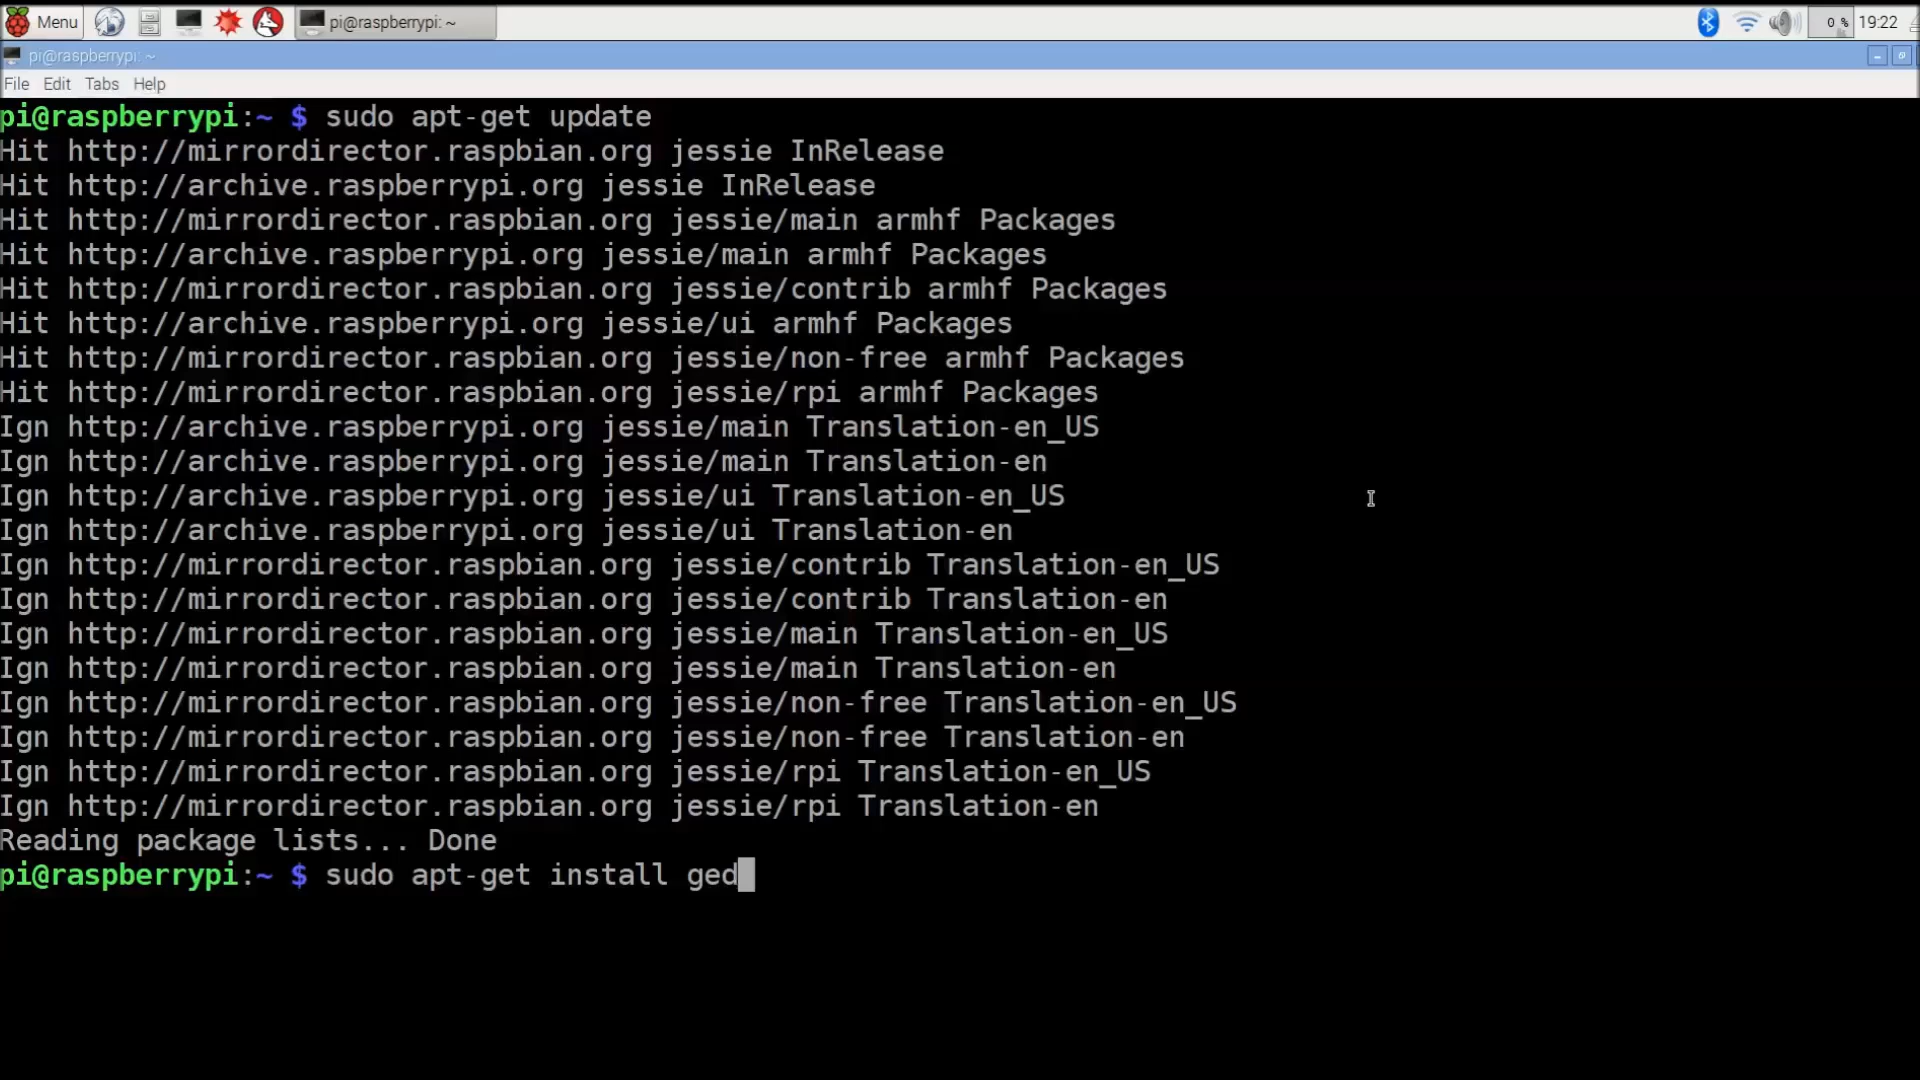 Menu pi@raspberrypi: ~ 0 % 19:22
pi@raspberrypi: ~
File Edit Tabs Help
pi@raspberrypi:~ $ sudo apt-get update
Hit http://mirrordirector.raspbian.org jessie InRelease
Hit http://archive.raspberrypi.org jessie InRelease
Hit http://mirrordirector.raspbian.org jessie/main armhf Packages
Hit http://archive.raspberrypi.org jessie/main armhf Packages
Hit http://mirrordirector.raspbian.org jessie/contrib armhf Packages
Hit http://archive.raspberrypi.org jessie/ui armhf Packages
Hit http://mirrordirector.raspbian.org jessie/non-free armhf Packages
Hit http://mirrordirector.raspbian.org jessie/rpi armhf Packages
Ign http://archive.raspberrypi.org jessie/main Translation-en_US
Ign http://archive.raspberrypi.org jessie/main Translation-en
Ign http://archive.raspberrypi.org jessie/ui Translation-en_US
Ign http://archive.raspberrypi.org jessie/ui Translation-en
Ign http://mirrordirector.raspbian.org jessie/contrib Translation-en_US
Ign http://mirrordirector.raspbian.org jessie/contrib Translation-en
Ign http://mirrordirector.raspbian.org jessie/main Translation-en_US
Ign http://mirrordirector.raspbian.org jessie/main Translation-en
Ign http://mirrordirector.raspbian.org jessie/non-free Translation-en_US
Ign http://mirrordirector.raspbian.org jessie/non-free Translation-en
Ign http://mirrordirector.raspbian.org jessie/rpi Translation-en_US
Ign http://mirrordirector.raspbian.org jessie/rpi Translation-en
Reading package lists... Done
pi@raspberrypi:~ $ sudo apt-get install ged